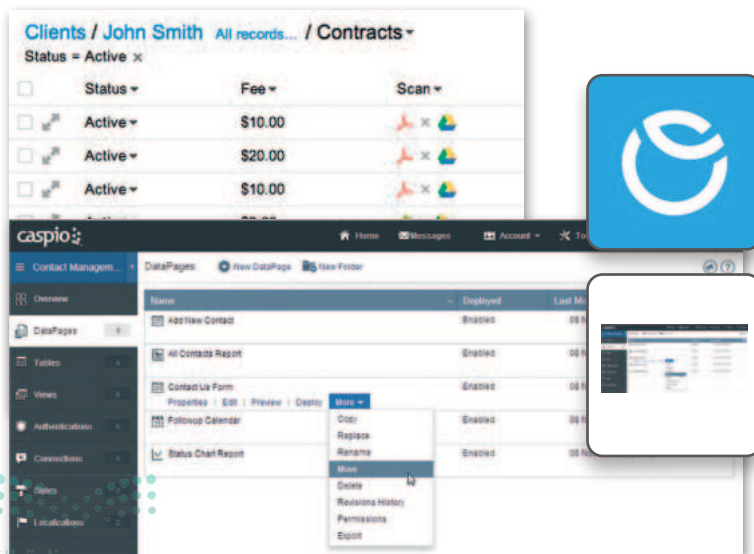 Clients / John Smith All records... / Contracts
Status = Active ×
Status Fee Scan
Active $10.00
Active $20.00
Active $10.00
caspio
Home Messages Account
Contact Managem... DataPages New DataPage New Folder
Overview
Name Deployed
DataPages
Add New Contact Enabled
All Contacts Report Enabled
Tables
Views
Contact Us Form Enabled
Properties | Edit | Preview | Deploy More
Authentications
Followup Calendar Enabled
Copy
Replace
Connections
Status Chart Report Enabled
Rename
Move
Styles
Delete
Revisions History
Localizations
Permissions
Export